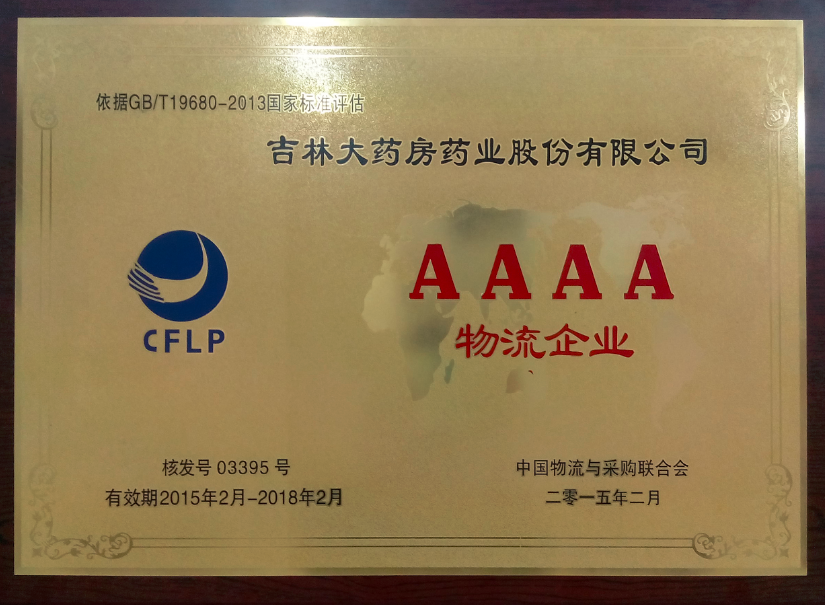 依据GB/T19680-2013国家标准评估
吉林大药房药业股份有限公司
AAAA
物流企业
CFLP
核发号 03395 号
有效期2015年2月-2018年2月
中国物流与采购联合会
二零一五年二月